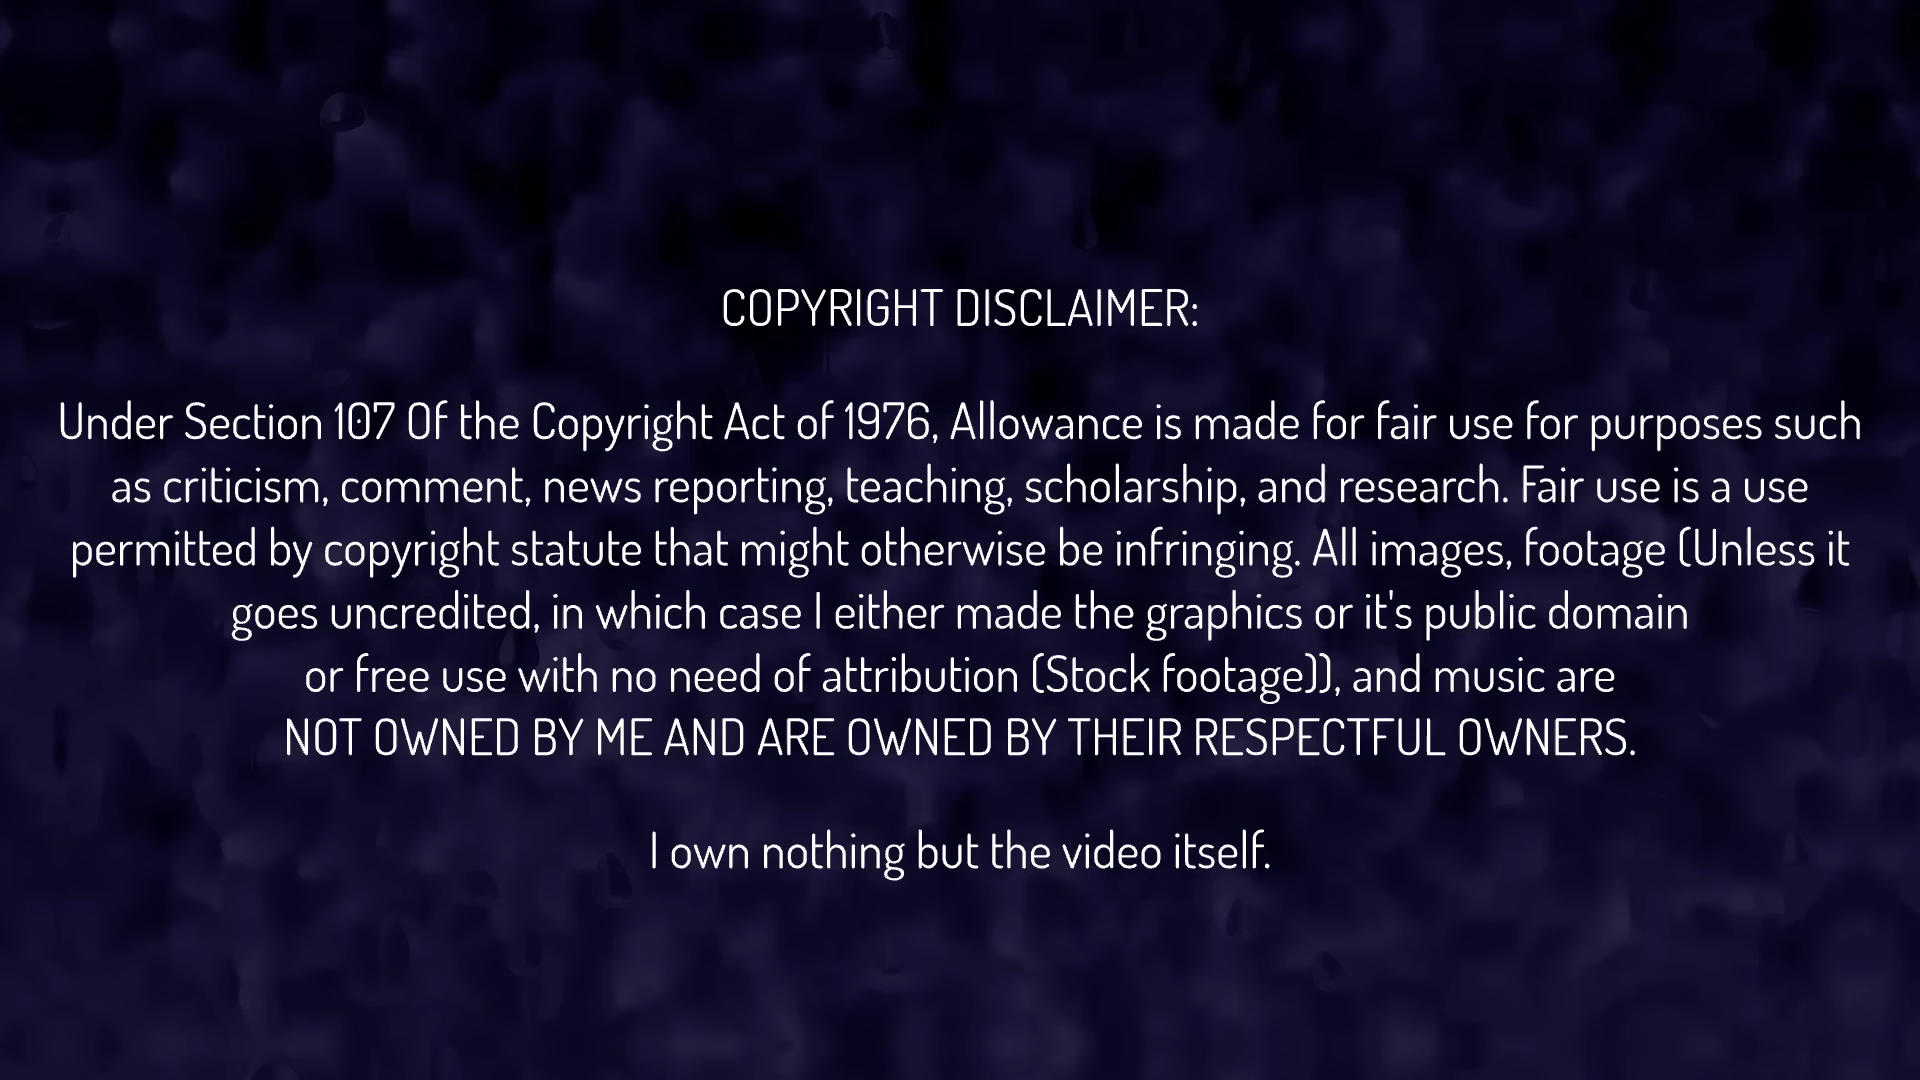 COPYRIGHT DISCLAIMER:
Under Section 107 Of the Copyright Act of 1976, Allowance is made for fair use for purposes such
as criticism, comment, news reporting, teaching, scholarship, and research. Fair use is a use
permitted by copyright statute that might otherwise be infringing. All images, footage (Unless it
goes uncredited, in which case I either made the graphics or it's public domain
or free use with no need of attribution (Stock footage)), and music are
NOT OWNED BY ME AND ARE OWNED BY THEIR RESPECTFUL OWNERS.
I own nothing but the video itself.